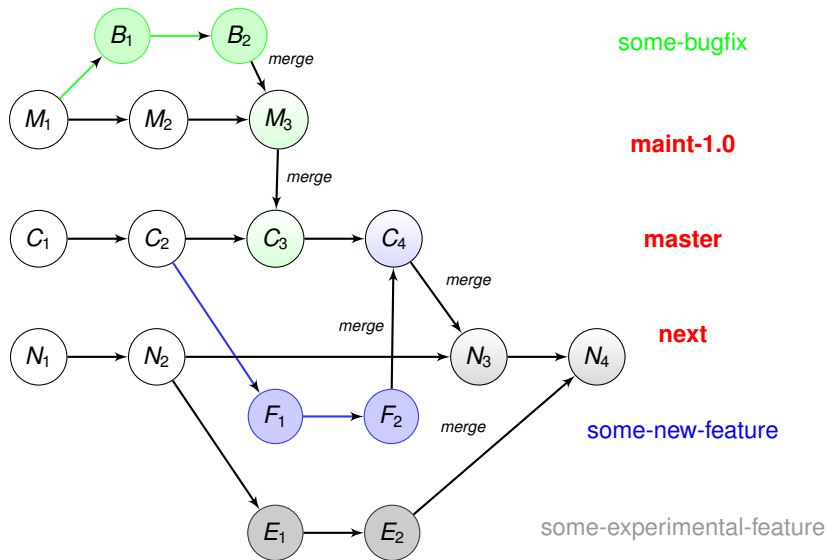 B1 B2 some-bugfix
merge
M1 M2 M3
maint-1.0
merge
C1 C2 C3 C4 master
merge
merge
next
N1 N2 N3 N4
F1 F2 merge some-new-feature
E1 E2 some-experimental-feature